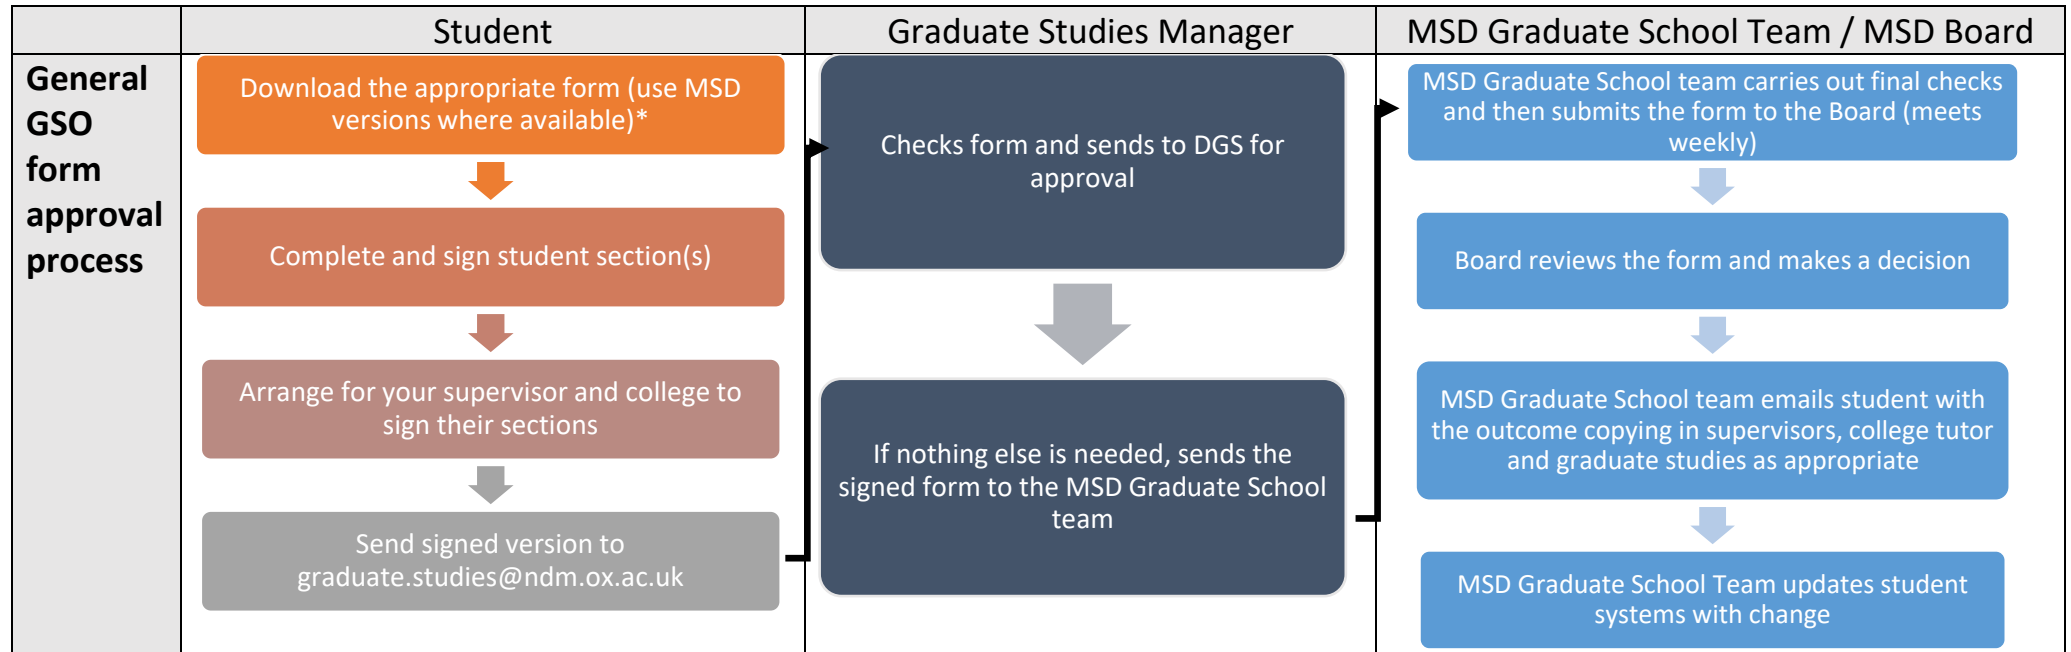 Student
Graduate Studies Manager
MSD Graduate School Team / MSD Board
General
GSO
form
approval
process
Download the appropriate form (use MSD
versions where available)*
Complete and sign student section(s)
Arrange for your supervisor and college to
sign their sections
Send signed version to
graduate.studies@ndm.ox.ac.uk
Checks form and sends to DGS for
approval
If nothing else is needed, sends the
signed form to the MSD Graduate School
team
MSD Graduate School team carries out final checks
and then submits the form to the Board (meets
weekly)
Board reviews the form and makes a decision
MSD Graduate School team emails student with
the outcome copying in supervisors, college tutor
and graduate studies as appropriate
MSD Graduate School Team updates student
systems with change